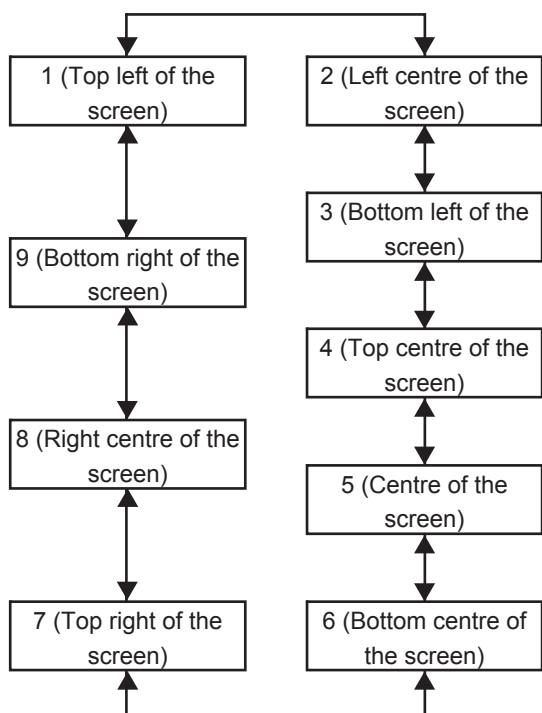 1 (Top left of the
screen)
2 (Left centre of the
screen)
3 (Bottom left of the
screen)
9 (Bottom right of the
screen)
4 (Top centre of the
screen)
8 (Right centre of the
screen)
5 (Centre of the
screen)
7 (Top right of the
screen)
6 (Bottom centre of
the screen)